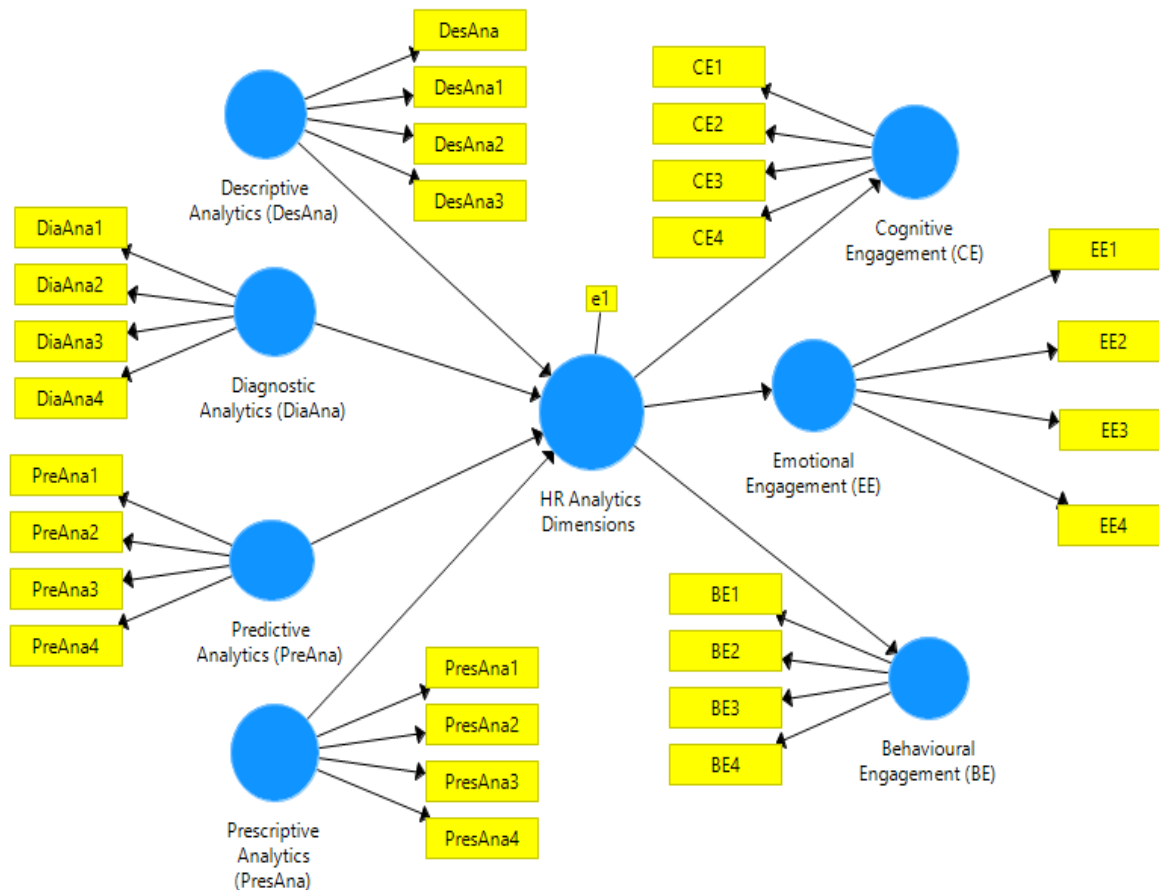 DesAna
DesAna1
DesAna2
DesAna3
Descriptive
Analytics (DesAna)
DiaAna1
DiaAna2
DiaAna3
DiaAna4
Diagnostic
Analytics (DiaAna)
PreAna1
PreAna2
PreAna3
PreAna4
Predictive
Analytics (PreAna)
PresAna1
PresAna2
PresAna3
PresAna4
Prescriptive
Analytics
(PresAna)
e1
HR Analytics
Dimensions
CE1
CE2
CE3
CE4
Cognitive
Engagement (CE)
EE1
EE2
EE3
EE4
Emotional
Engagement (EE)
BE1
BE2
BE3
BE4
Behavioural
Engagement (BE)